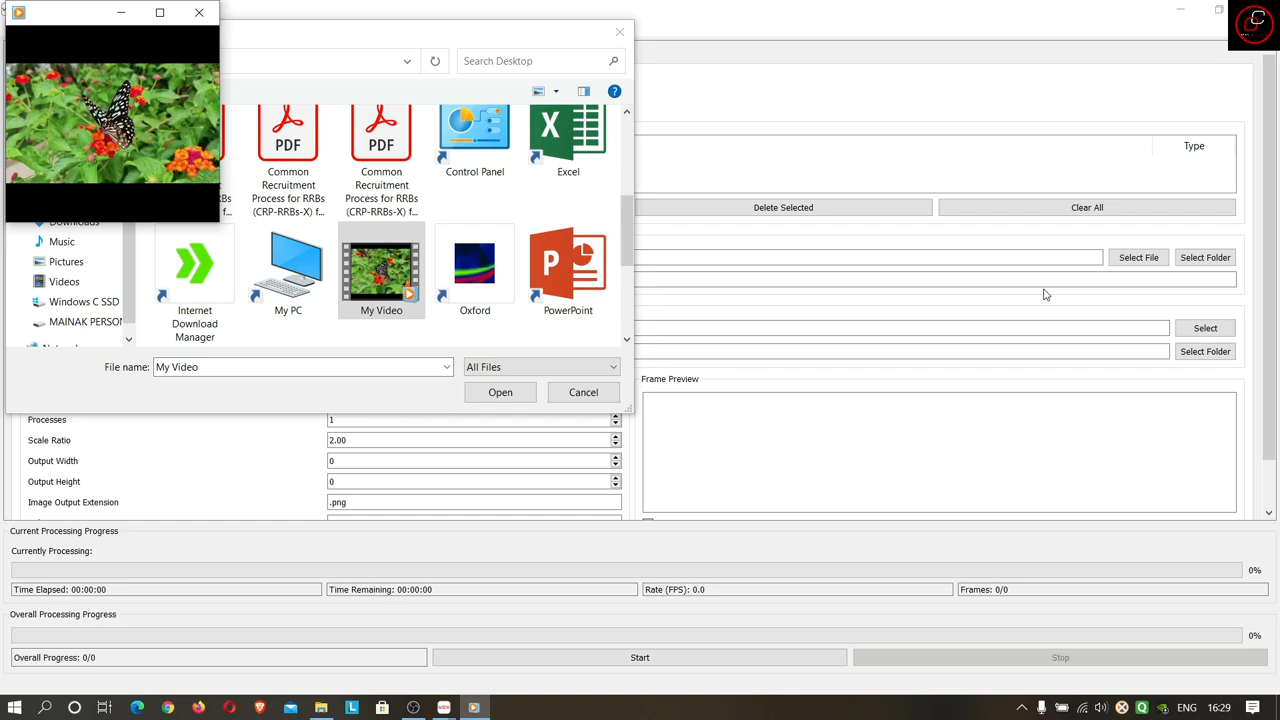 Search Desktop
PDF
PDF
Common
Recruitment
Process for RRBs
(CRP-RRBs-X) f...
Common
Recruitment
Process for RRBs
(CRP-RRBs-X) f...
Control Panel
Excel
Type
Delete Selected
Clear All
Music
Pictures
Videos
Windows C SSD
MAINAK PERSON
Internet
Download
Manager
My PC
My Video
Oxford
PowerPoint
Select File
Select Folder
Select
Select Folder
File name:
My Video
All Files
Open
Cancel
Frame Preview
Processes
1
Scale Ratio
2.00
Output Width
0
Output Height
0
Image Output Extension
.png
Current Processing Progress
Currently Processing:
0%
Time Elapsed: 00:00:00
Time Remaining: 00:00:00
Rate (FPS): 0.0
Frames: 0/0
Overall Processing Progress
0%
Overall Progress: 0/0
Start
Stop
ENG
16:29